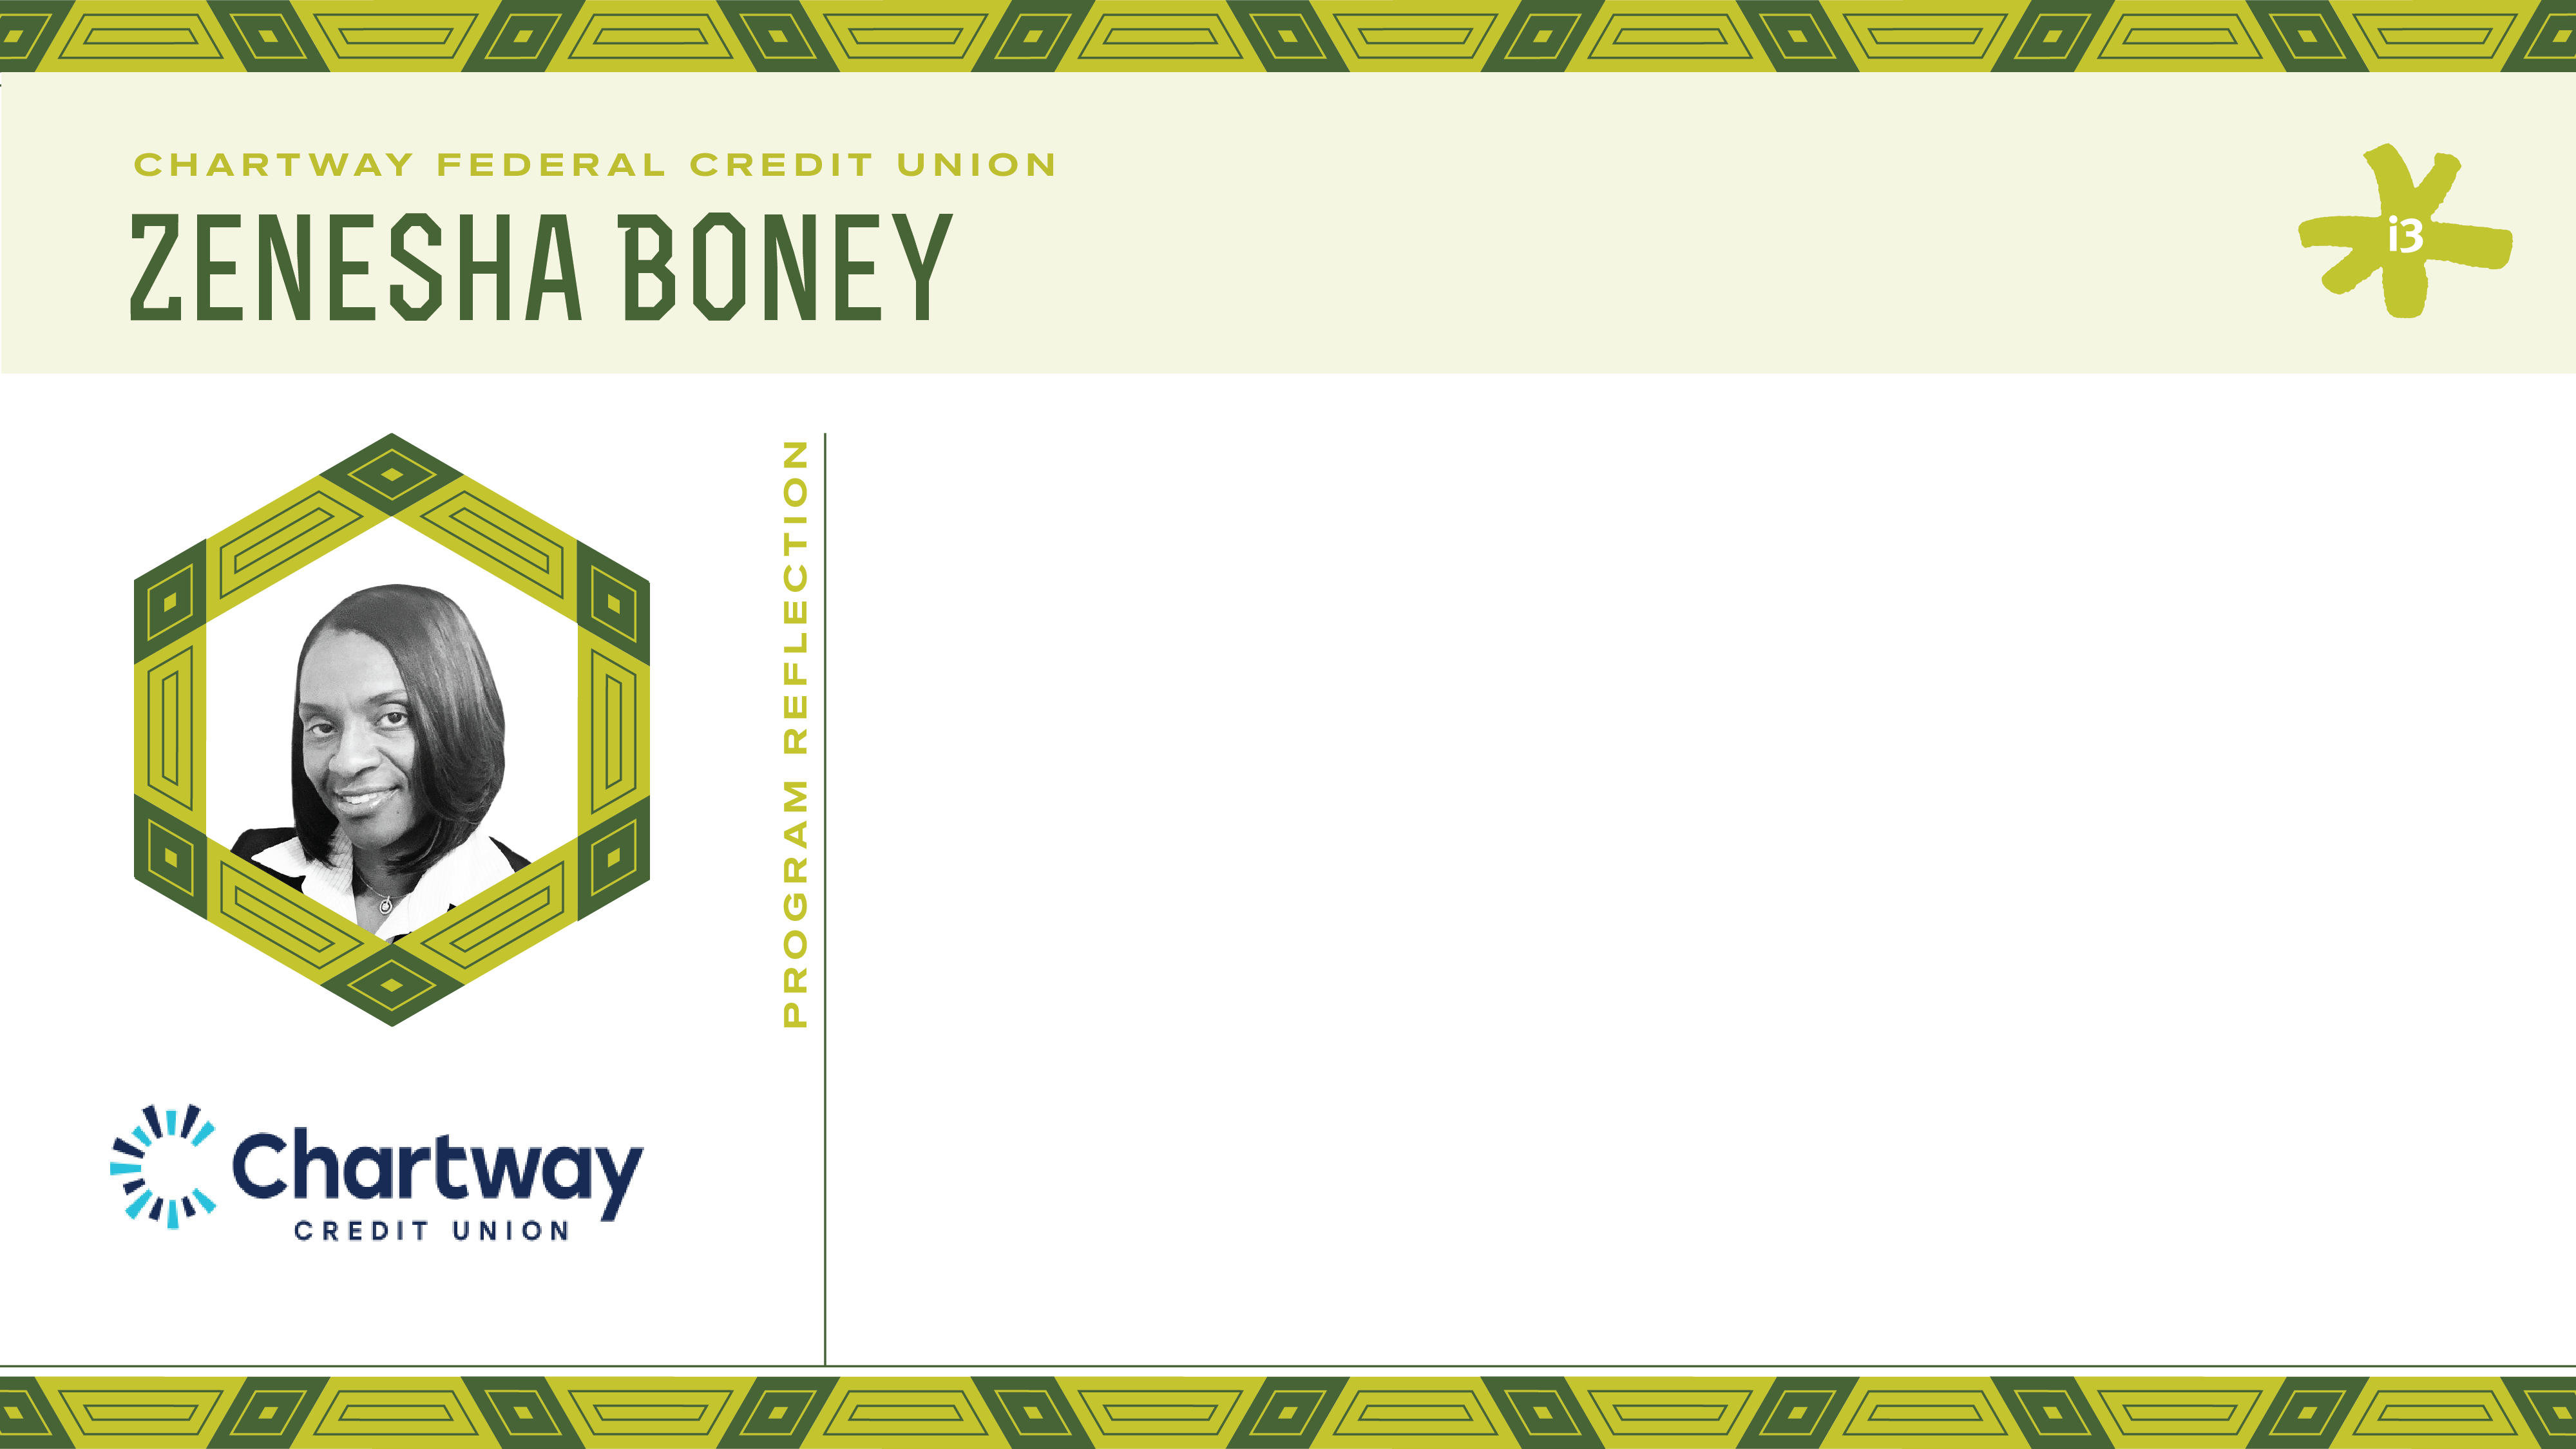 CHARTWAY FEDERAL CREDIT UNION
ZENESHA BONEY
i3
PROGRAM REFLECTION
Chartway
CREDIT UNION